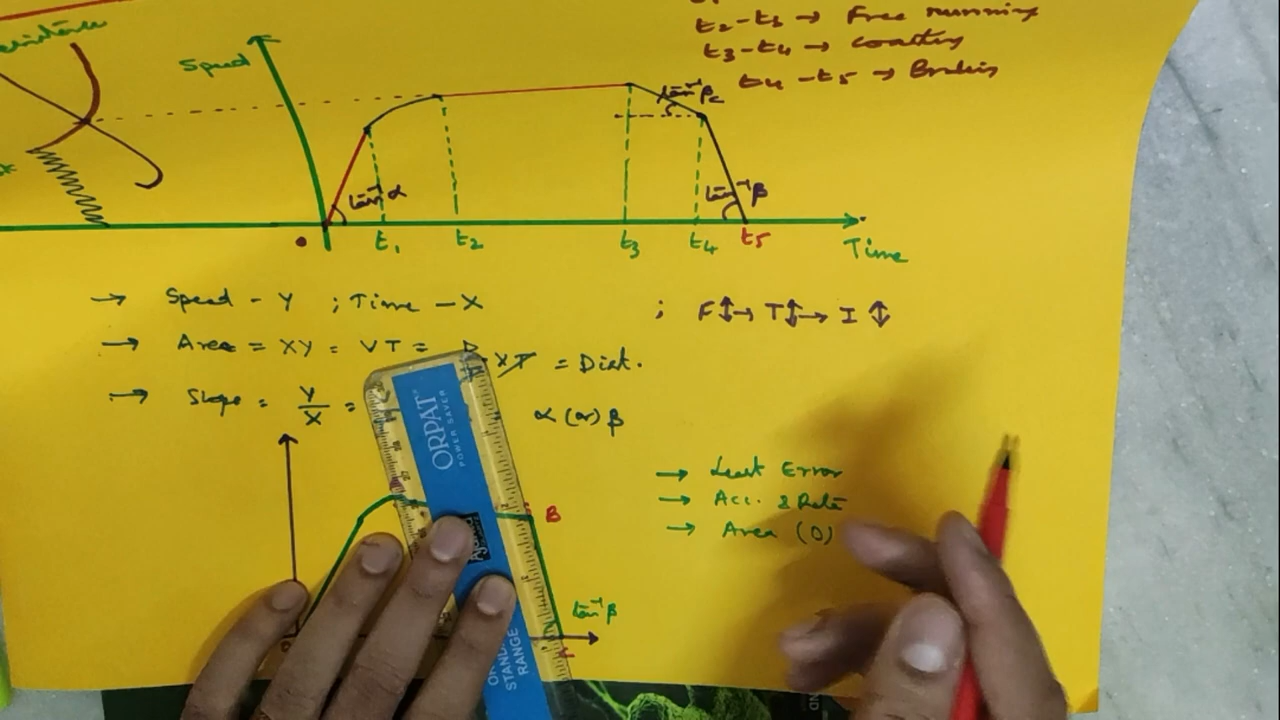 t₂-t₃ → Free running
t₃-t₄ → Coasting
t₄-t₅ → Braking
Speed
tan⁻¹βc
tan⁻¹α
tan⁻¹β
t₁ t₂ t₃ t₄ t₅
Time
→ Speed - Y ; Time - X
; F↕→ T↕→ I ↕
→ Area = XY = VT = D × T = Dist.
→ Slope = Y/X =
α (or) β
→ Least Error
→ Acc. & Rete
→ Area (D)
B
tan⁻¹β
ORPAT
POWER SAVER
STANDARD
RANGE